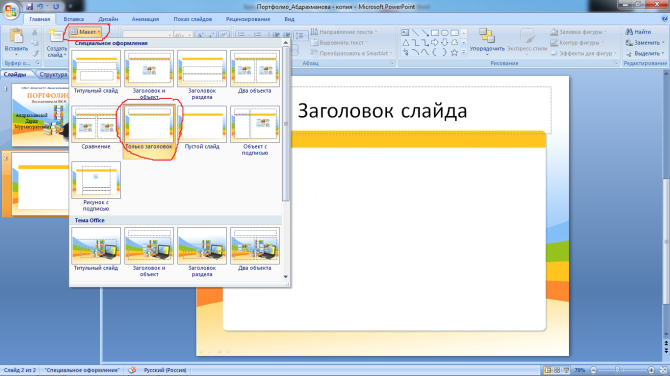 Портфолио_Абдрахманова - копия - Microsoft PowerPoint
Главная Вставка Дизайн Анимация Показ слайдов Рецензирование Вид
Вставить
Создать слайд
Макет
Направление текста
Выровнять текст
Преобразовать в SmartArt
Упорядочить
Экспресс-стили
Заливка фигуры
Контур фигуры
Эффекты для фигур
Найти
Заменить
Выделить
Буфер о...
Абзац
Рисование
Редактирование
Слайды Структура
Специальное оформление
Титульный слайд
Заголовок и объект
Заголовок раздела
Два объекта
Сравнение
Только заголовок
Пустой слайд
Объект с подписью
Рисунок с подписью
Тема Office
Титульный слайд
Заголовок и объект
Заголовок раздела
Два объекта
Заголовок слайда
Слайд 2 из 2
"Специальное оформление"
Русский (Россия)
79%